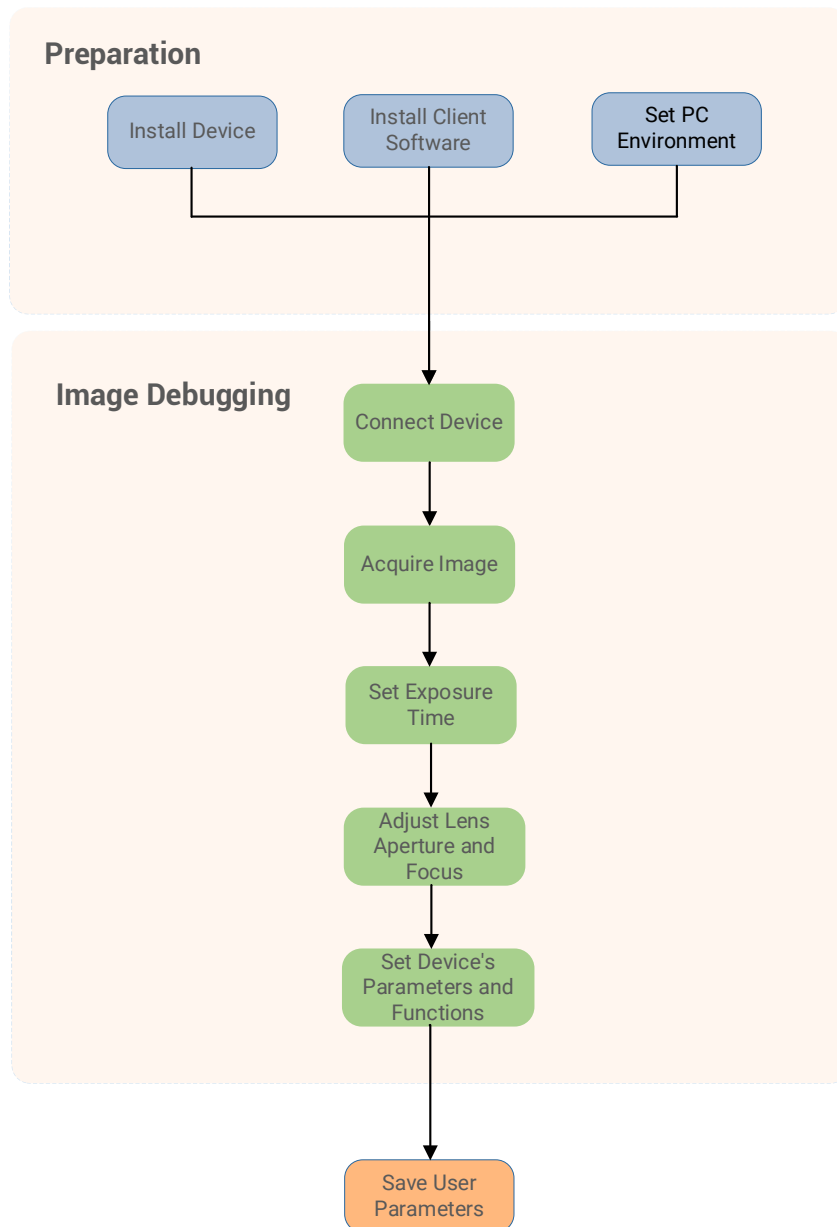 Preparation
Install Device
Install Client
Software
Set PC
Environment
Image Debugging
Connect Device
Acquire Image
Set Exposure
Time
Adjust Lens
Aperture and
Focus
Set Device's
Parameters and
Functions
Save User
Parameters